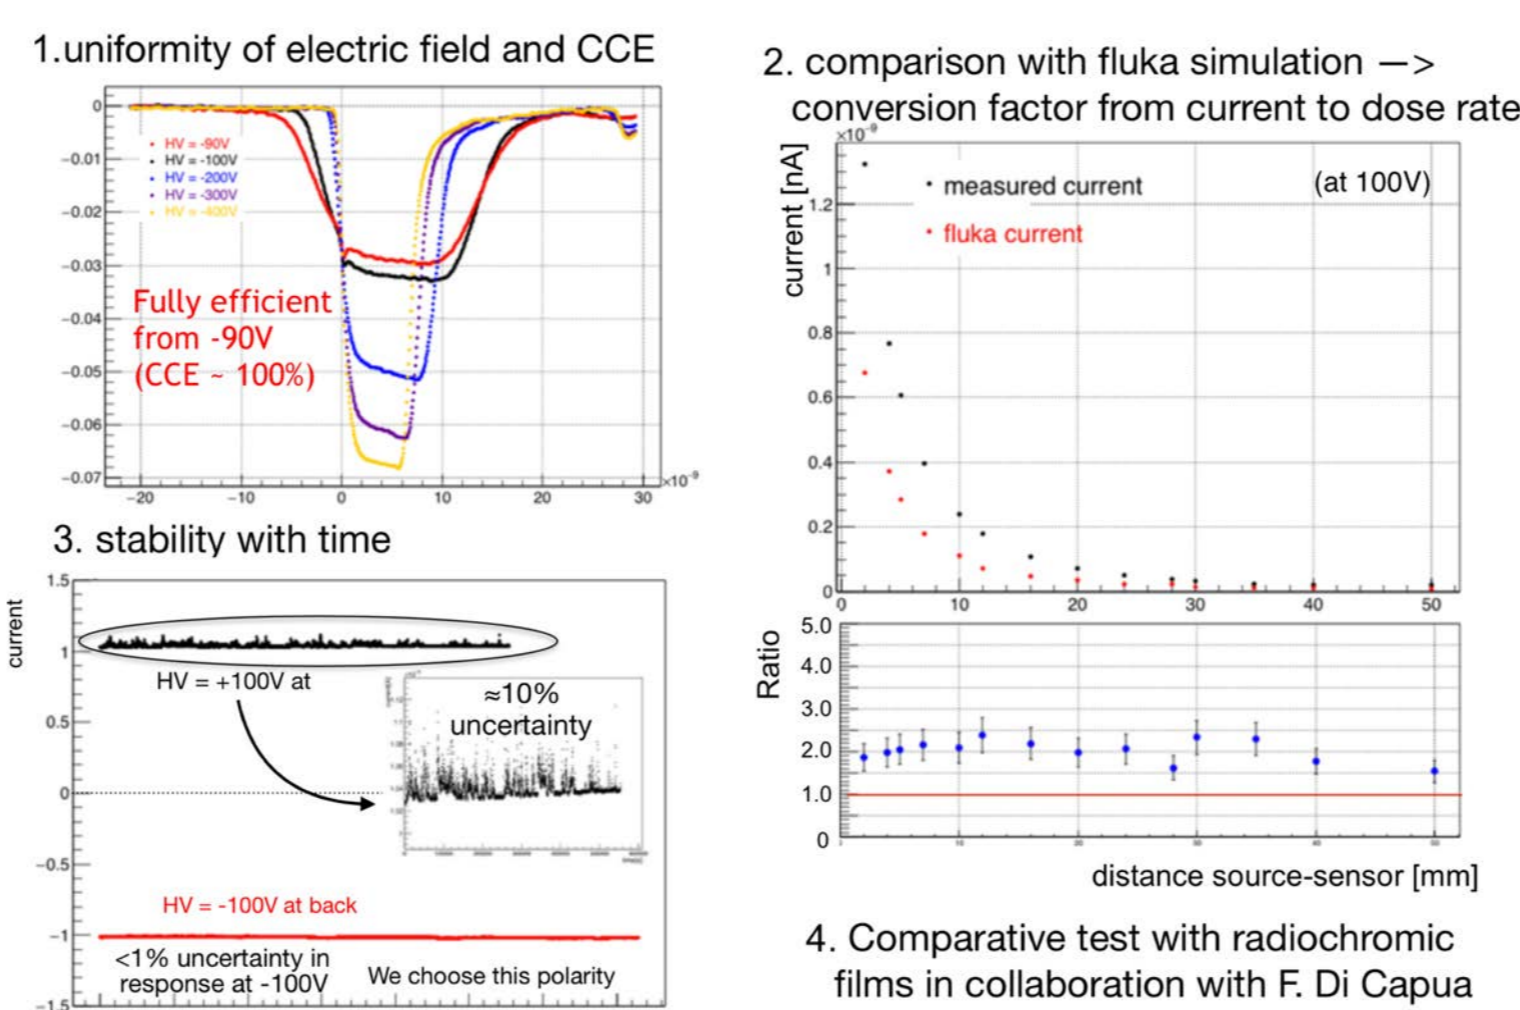 1.uniformity of electric field and CCE
0
−0.01
−0.02
−0.03
−0.04
−0.05
−0.06
−0.07
HV = -90V
HV = -100V
HV = -200V
HV = -300V
HV = -400V
Fully efficient
from -90V
(CCE ~ 100%)
−20 −10 0 10 20 30
×10⁻⁹
2. comparison with fluka simulation —>
conversion factor from current to dose rate
×10⁻⁹
current [nA]
measured current
fluka current
(at 100V)
1.2
1
0.8
0.6
0.4
0.2
0
0 10 20 30 40 50
Ratio
5.0
4.0
3.0
2.0
1.0
0
10 20 30 40 50
distance source-sensor [mm]
3. stability with time
current
1.5
1
0.5
0
−0.5
−1
−1.5
HV = +100V at
≈10%
uncertainty
HV = -100V at back
<1% uncertainty in
response at -100V
We choose this polarity
4. Comparative test with radiochromic
films in collaboration with F. Di Capua